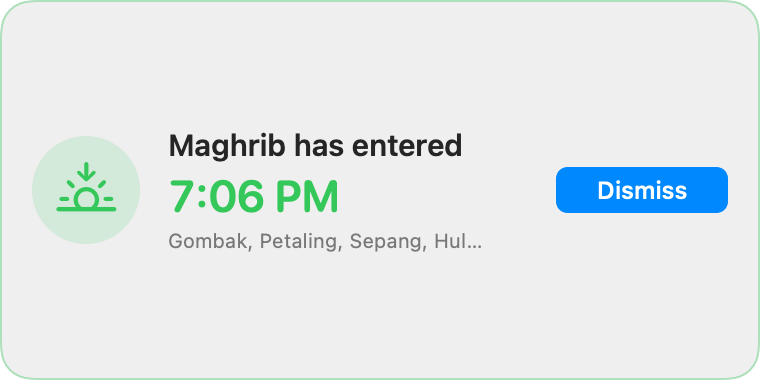 Maghrib has entered
7:06 PM
Gombak, Petaling, Sepang, Hul...
Dismiss